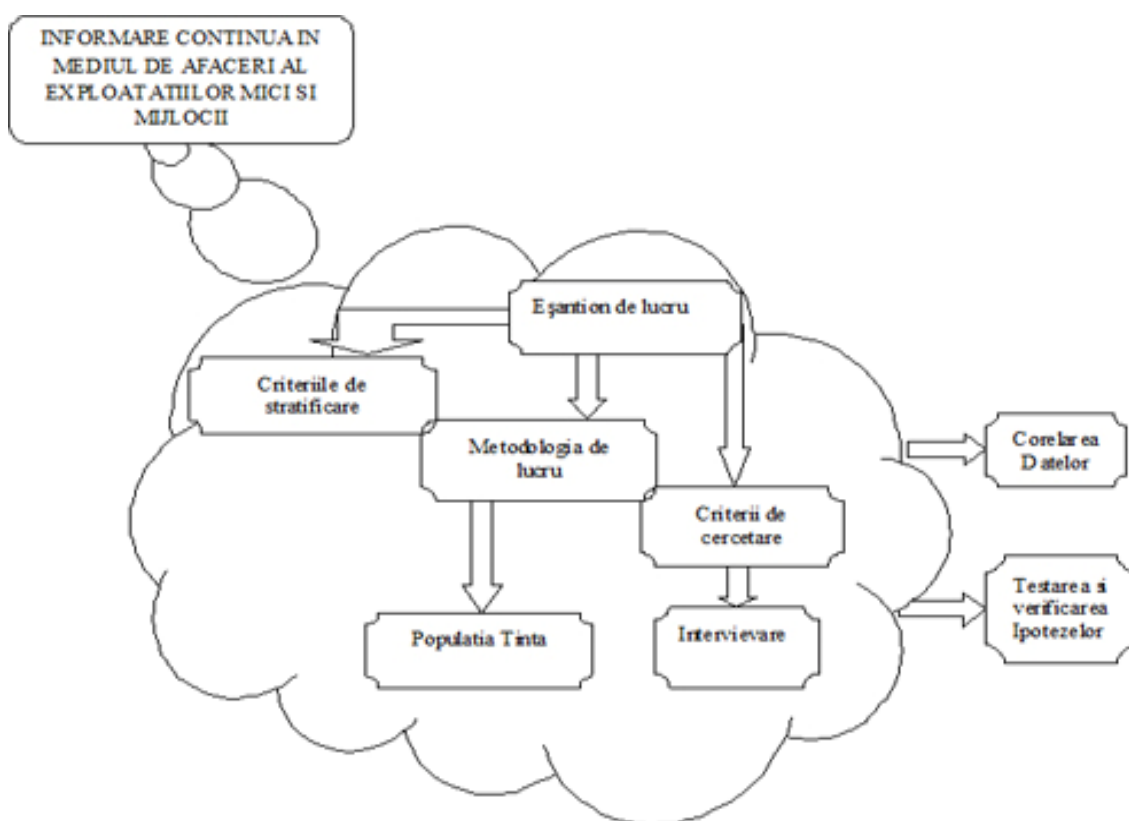 INFORMARE CONTINUA IN
MEDIUL DE AFACERI AL
EXPLOATATIILOR MICI SI
MIJLOCII
Eşantion de lucru
Criteriile de
stratificare
Metodologia de
lucru
Criterii de
cercetare
Populatia Tinta
Intervievare
Corelarea
Datelor
Testarea si
verificarea
Ipotezelor